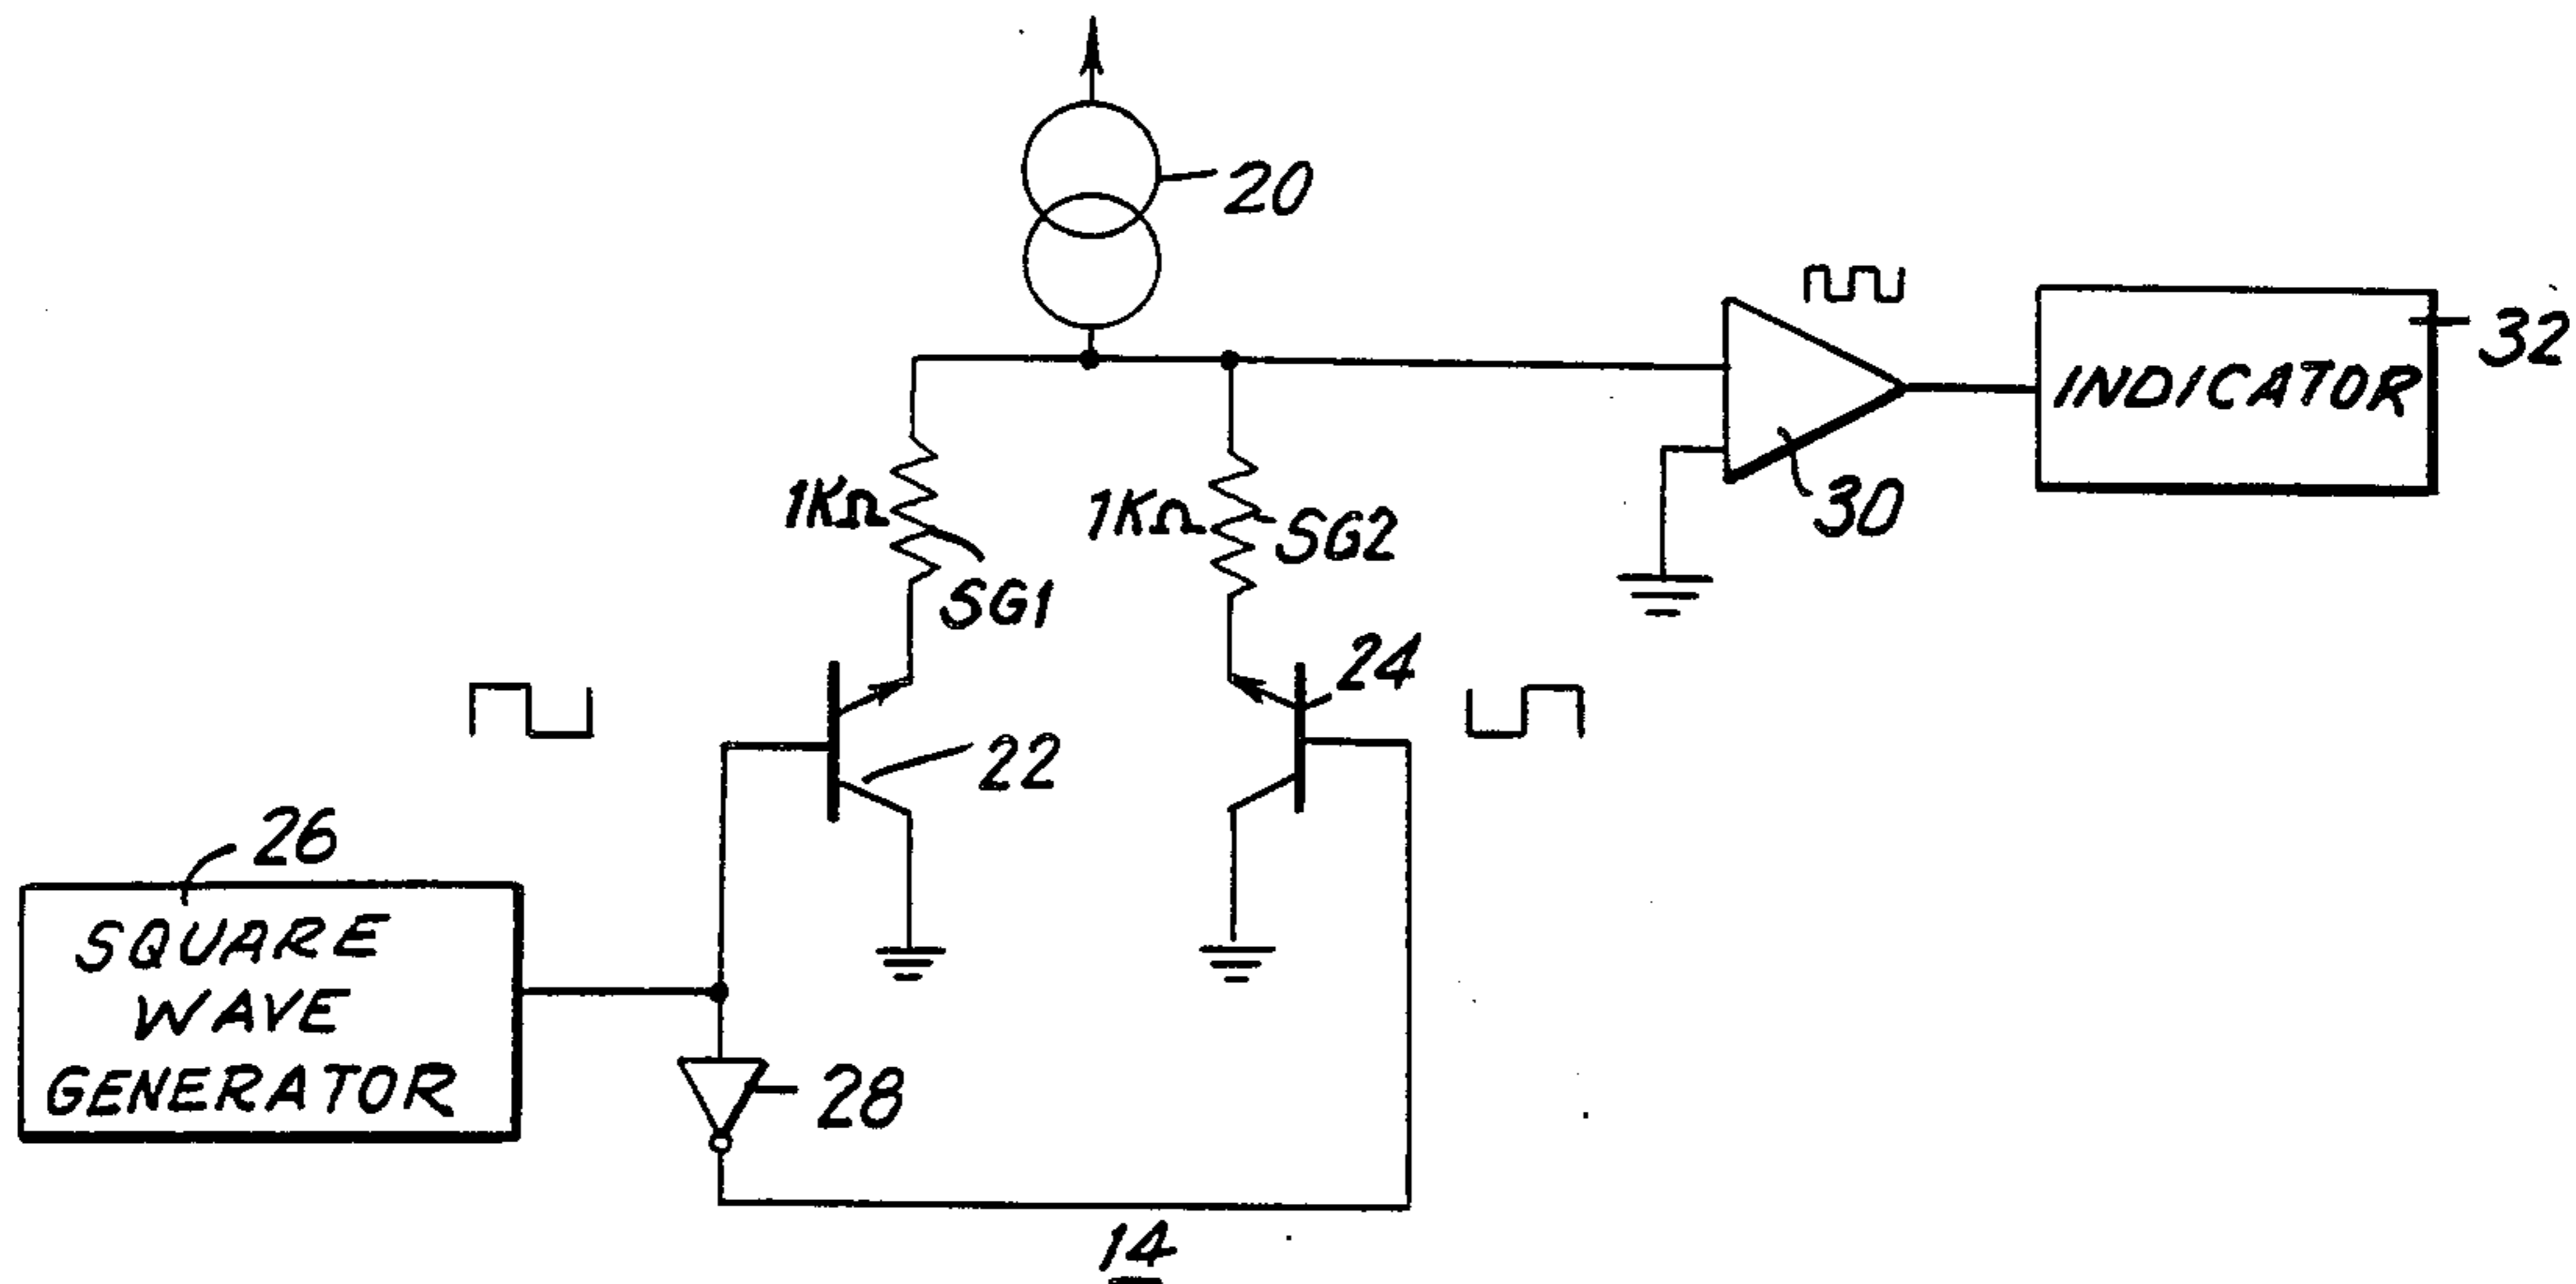 20
INDICATOR
32
30
1KΩ
SG1
1KΩ
SG2
24
22
26
SQUARE
WAVE
GENERATOR
28
14